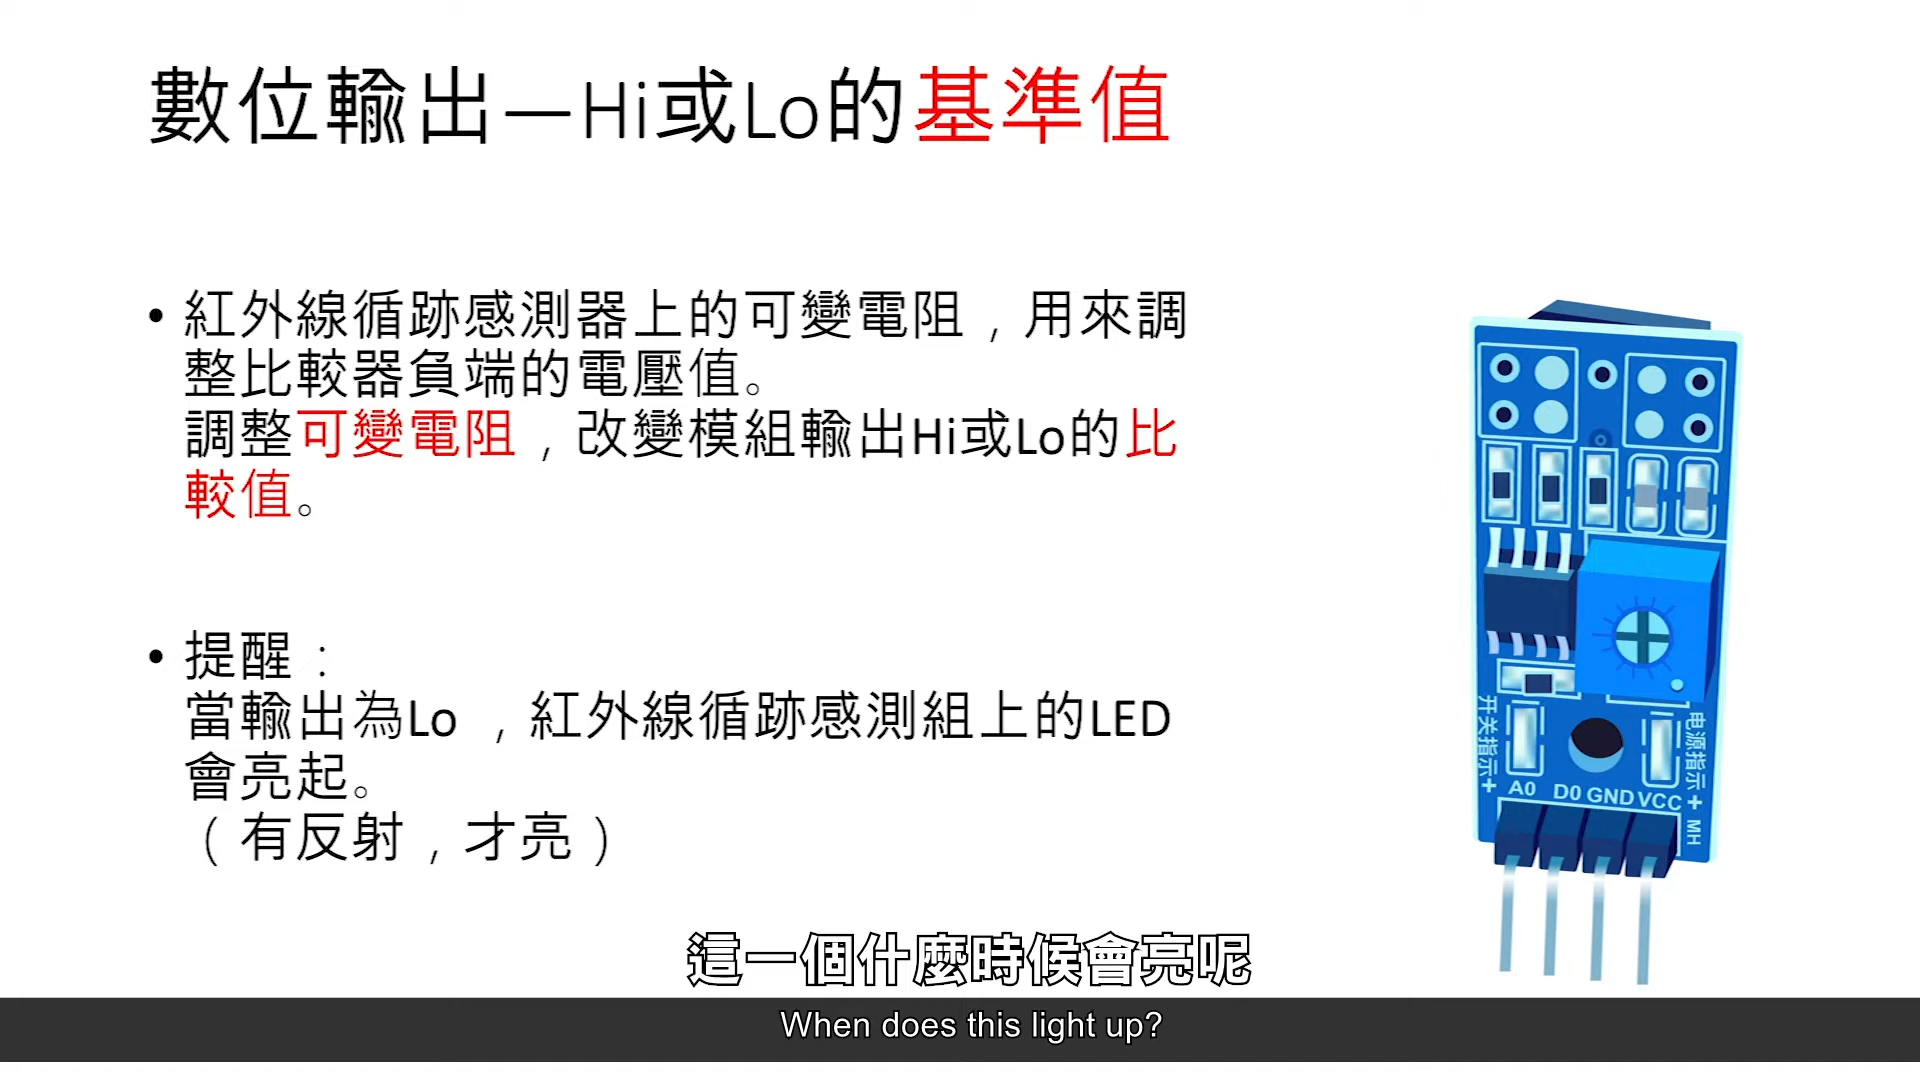 數位輸出—Hi或Lo的基準值
• 紅外線循跡感測器上的可變電阻，用來調
整比較器負端的電壓值。
調整可變電阻，改變模組輸出Hi或Lo的比
較值。
• 提醒：
當輸出為Lo ，紅外線循跡感測組上的LED
會亮起。
（有反射，才亮）
开关指示+
电源指示+
MH
A0 D0 GND VCC
這一個什麼時候會亮呢
When does this light up?